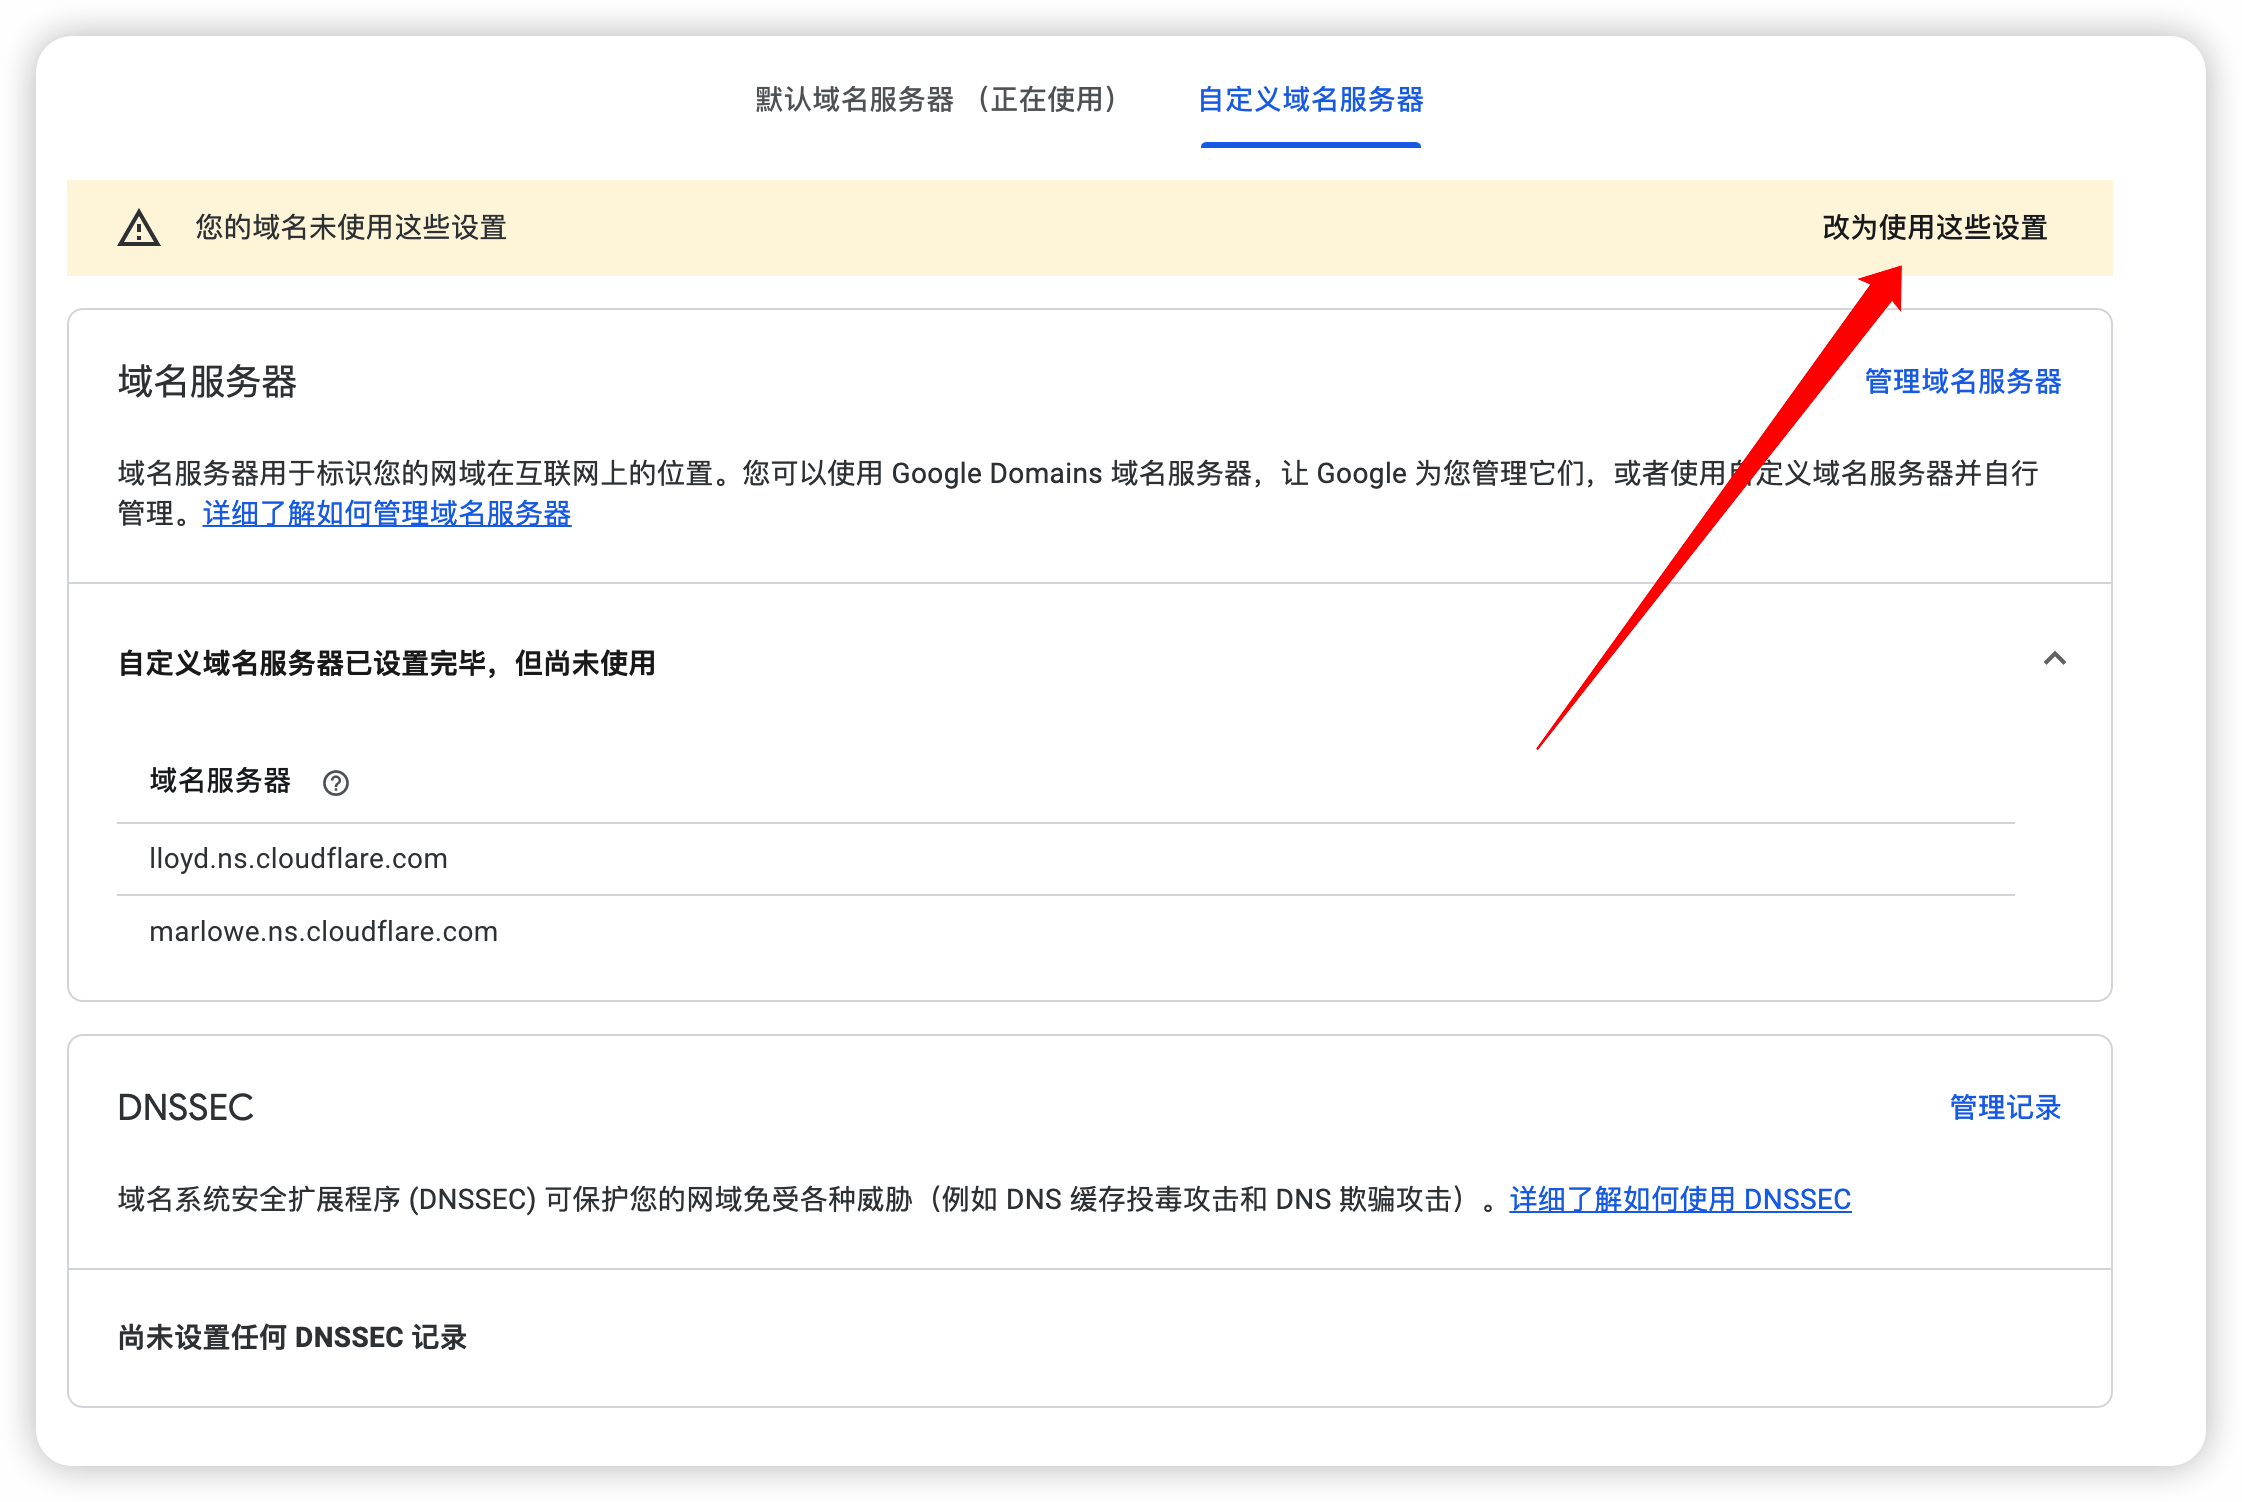 默认域名服务器 （正在使用）
自定义域名服务器
您的域名未使用这些设置
改为使用这些设置
域名服务器
管理域名服务器
域名服务器用于标识您的网域在互联网上的位置。您可以使用 Google Domains 域名服务器，让 Google 为您管理它们，或者使用自定义域名服务器并自行
管理。详细了解如何管理域名服务器
自定义域名服务器已设置完毕，但尚未使用
域名服务器
lloyd.ns.cloudflare.com
marlowe.ns.cloudflare.com
DNSSEC
管理记录
域名系统安全扩展程序 (DNSSEC) 可保护您的网域免受各种威胁（例如 DNS 缓存投毒攻击和 DNS 欺骗攻击）。详细了解如何使用 DNSSEC
尚未设置任何 DNSSEC 记录